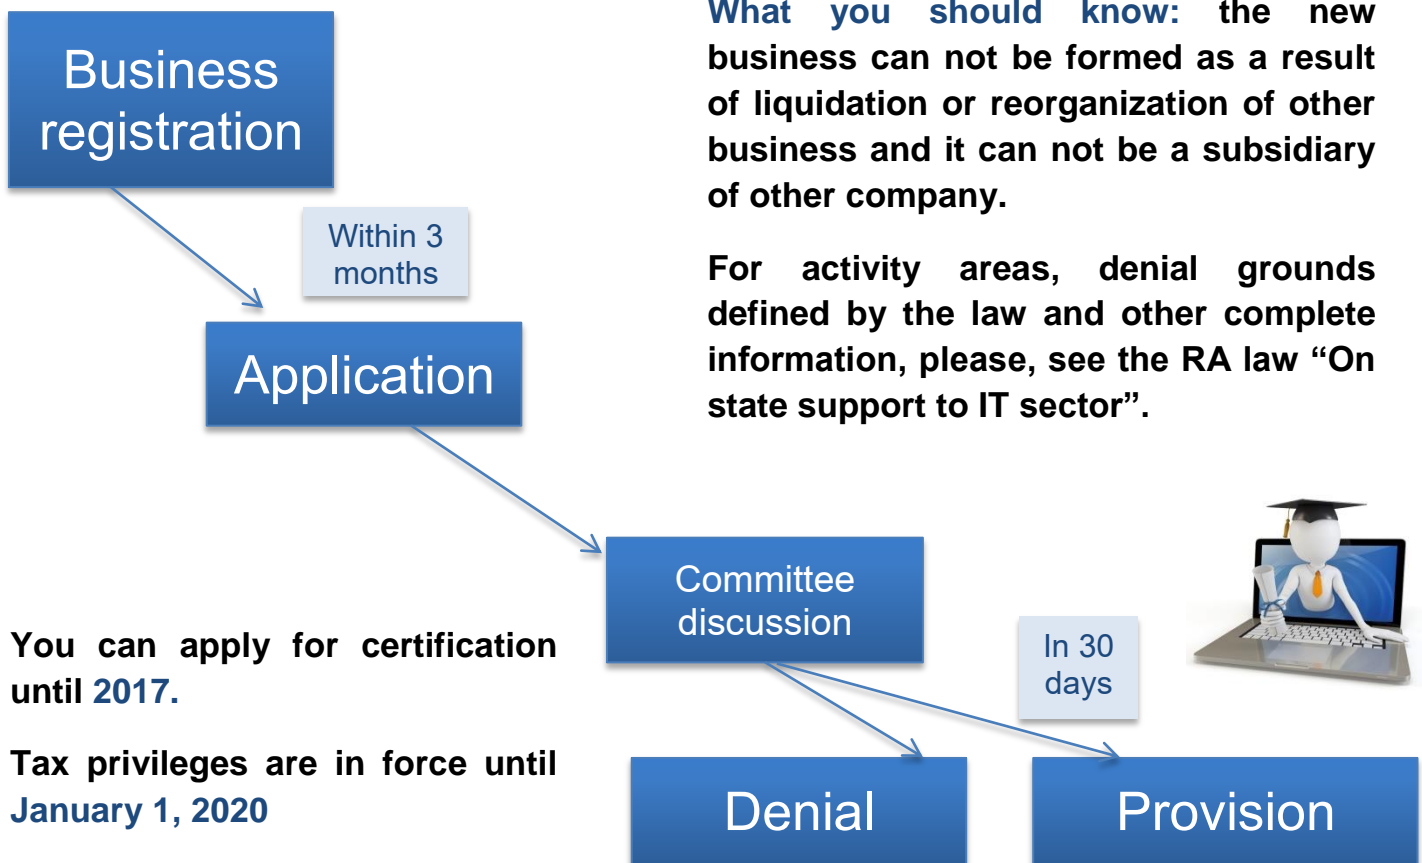 Business
registration
What you should know: the new
business can not be formed as a result
of liquidation or reorganization of other
business and it can not be a subsidiary
of other company.
Within 3
months
For activity areas, denial grounds
defined by the law and other complete
information, please, see the RA law “On
state support to IT sector”.
Application
Committee
discussion
In 30
days
You can apply for certification
until 2017.
Tax privileges are in force until
January 1, 2020
Denial
Provision